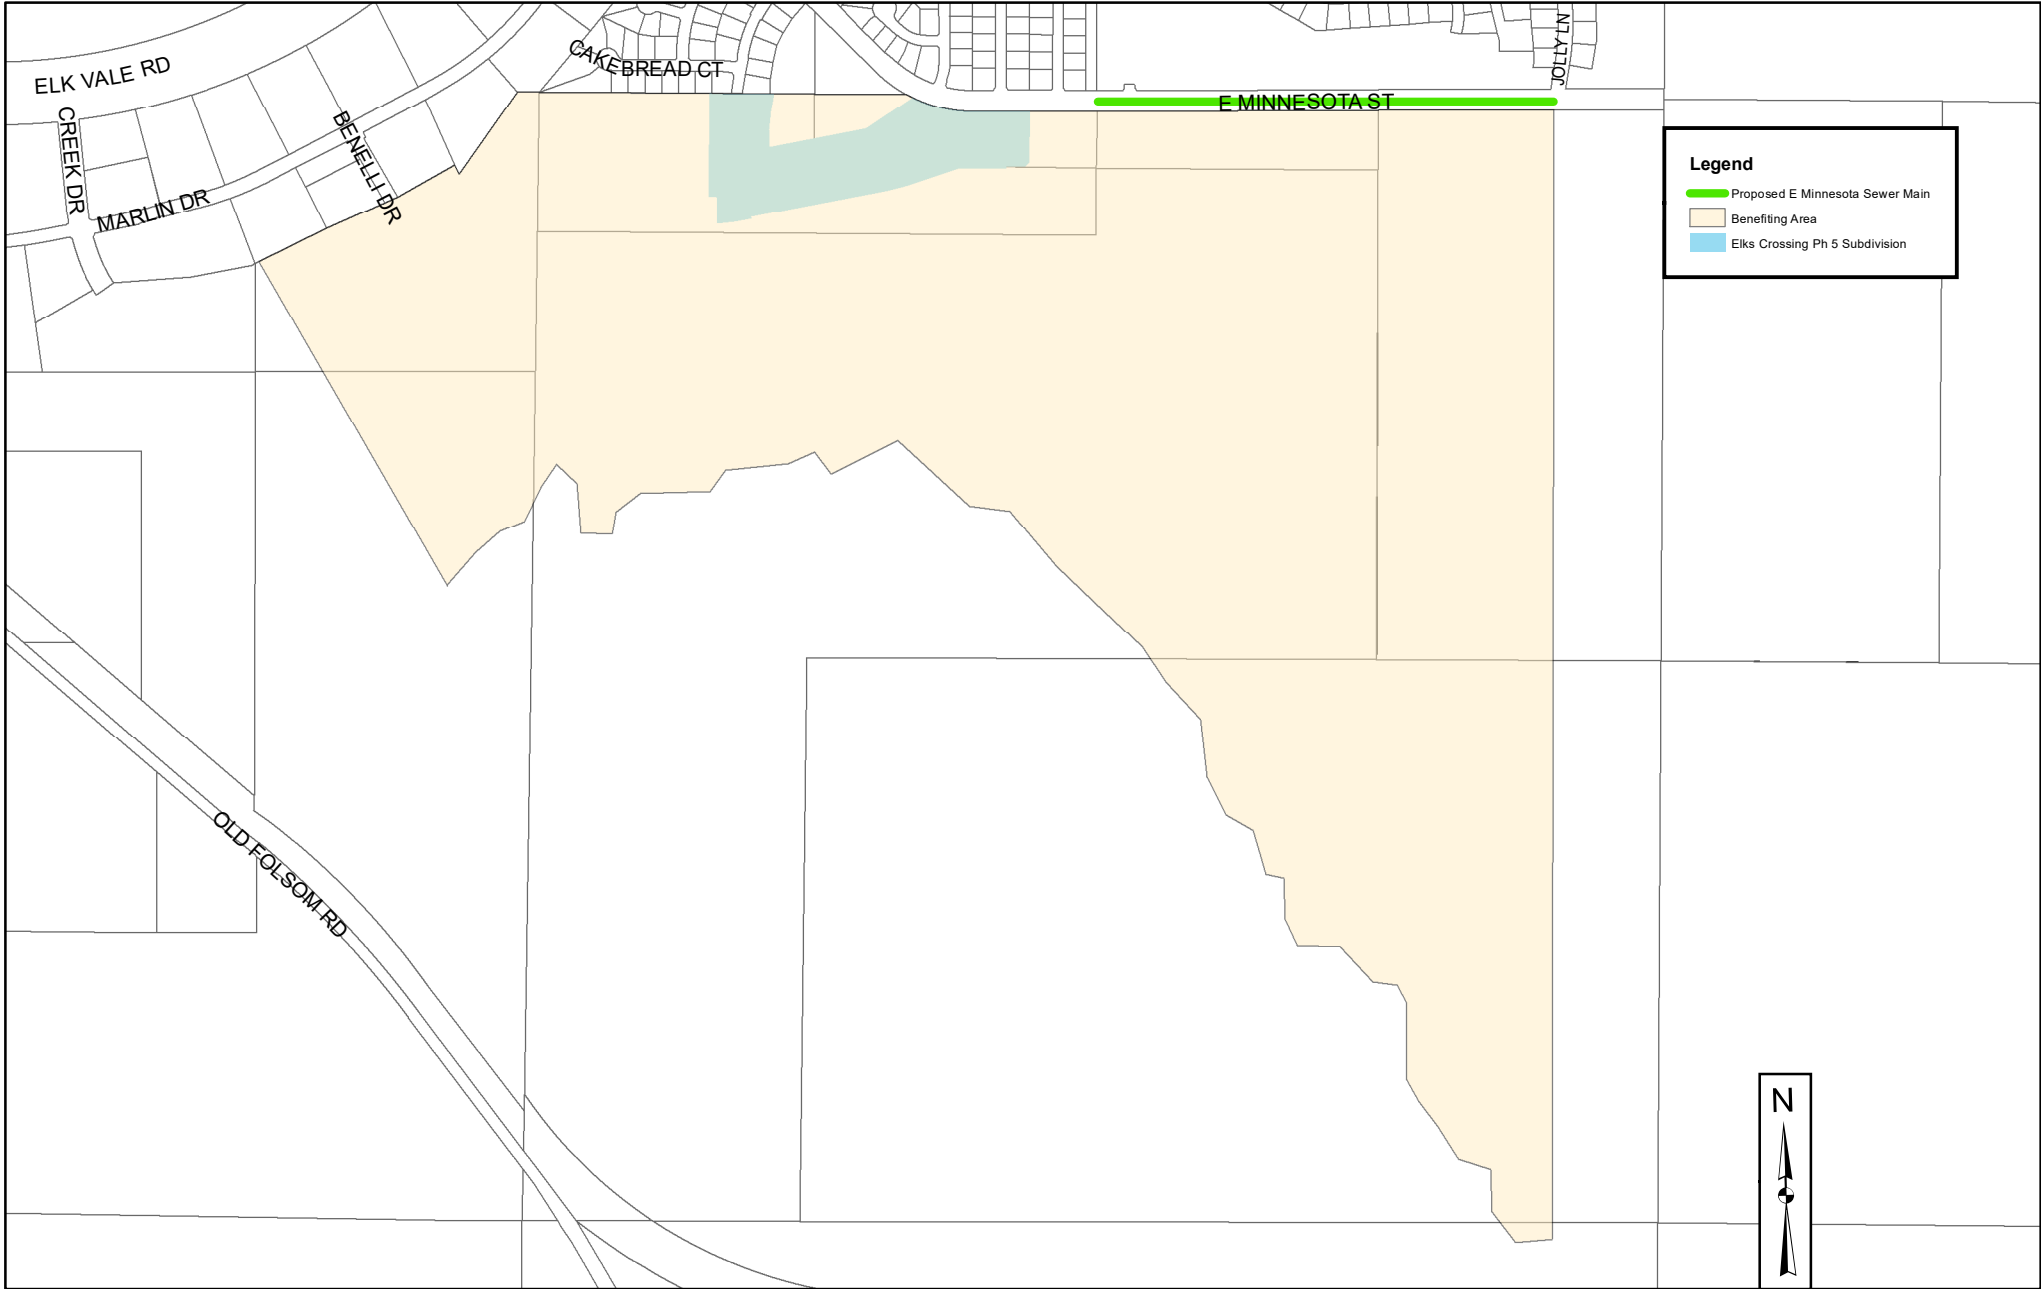 ELK VALE RD
CAKEBREAD CT
JOLLY LN
E MINNESOTA ST
CREEK DR
BENELLI DR
MARLIN DR
Legend
Proposed E Minnesota Sewer Main
Benefiting Area
Elks Crossing Ph 5 Subdivision
OLD FOLSOM RD
N